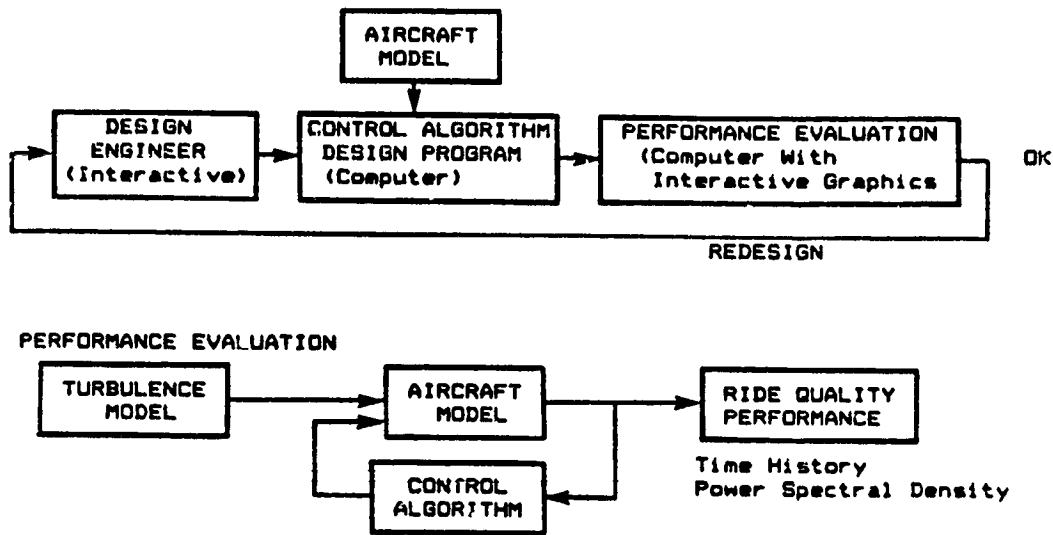 AIRCRAFT
MODEL
DESIGN
ENGINEER
(Interactive)
CONTROL ALGORITHM
DESIGN PROGRAM
(Computer)
PERFORMANCE EVALUATION
(Computer With
Interactive Graphics
OK
REDESIGN
PERFORMANCE EVALUATION
TURBULENCE
MODEL
AIRCRAFT
MODEL
RIDE QUALITY
PERFORMANCE
CONTROL
ALGORITHM
Time History
Power Spectral Density